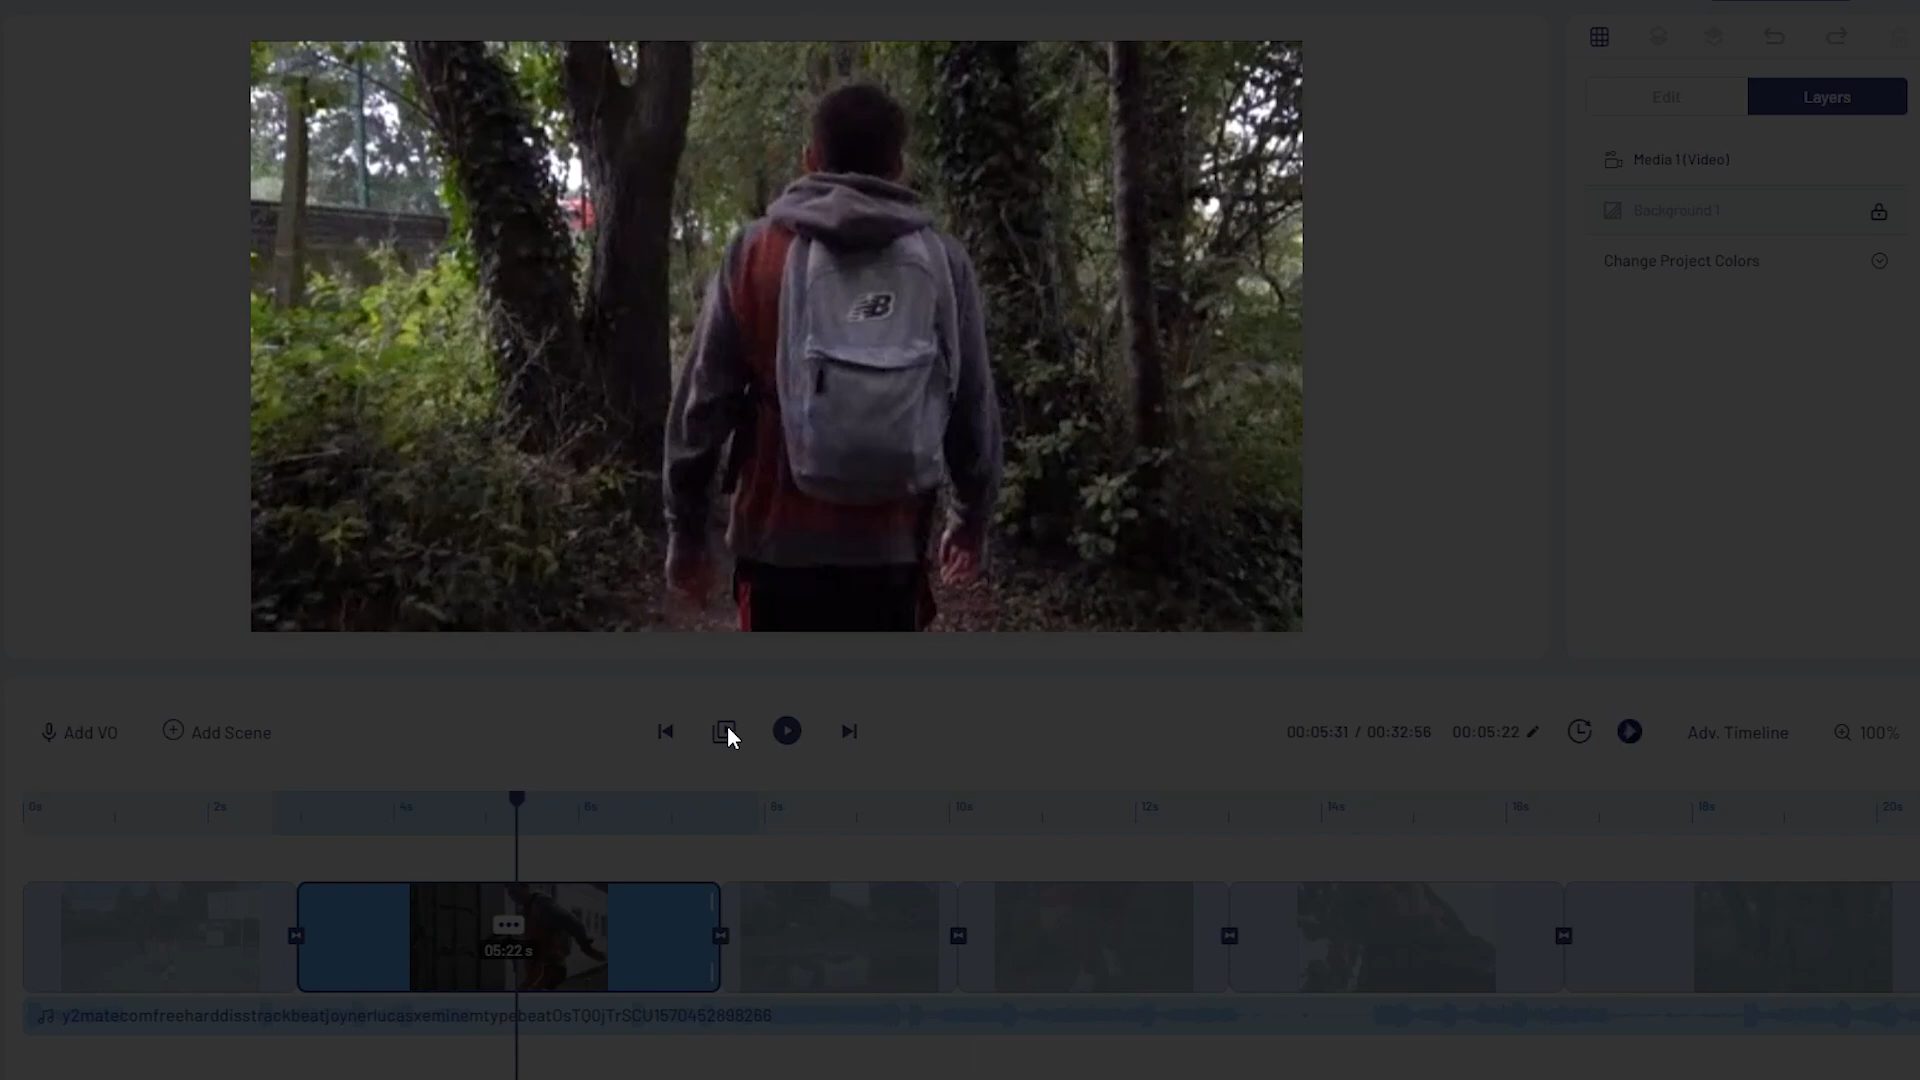 Edit
Layers
Media 1 (Video)
Background 1
Change Project Colors
NB
Add VO
Add Scene
00:05:31 / 00:32:56
00:05:22
Adv. Timeline
100%
0s
2s
4s
6s
8s
10s
12s
14s
16s
18s
20s
05:22 s
y2matecomfreeharddisstrackbeatjoynerlucasxeminemtypebeatOsTQ0jTrSCU1570452898266